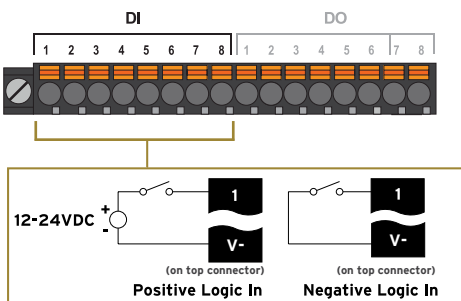 DI DO
1 2 3 4 5 6 7 8 1 2 3 4 5 6 7 8
12-24VDC + - 1 V- 1 V-
(on top connector) (on top connector)
Positive Logic In Negative Logic In